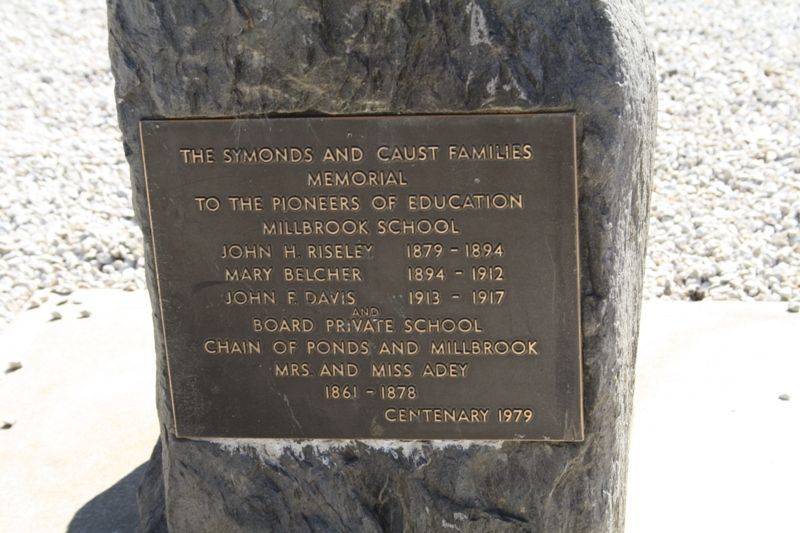 THE SYMONDS AND CAUST FAMILIES
MEMORIAL
TO THE PIONEERS OF EDUCATION
MILLBROOK SCHOOL
JOHN H. RISELEY 1879 - 1894
MARY BELCHER 1894 - 1912
JOHN F. DAVIS 1913 - 1917
AND
BOARD PRIVATE SCHOOL
CHAIN OF PONDS AND MILLBROOK
MRS. AND MISS ADEY
1861 - 1878
CENTENARY 1979